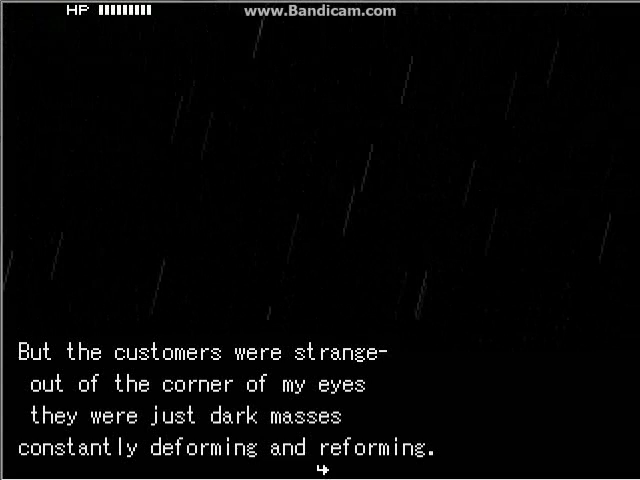 HP
www.Bandicam.com
But the customers were strange-
out of the corner of my eyes
they were just dark masses
constantly deforming and reforming.